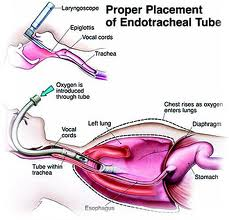 Proper Placement
of Endotracheal Tube
Laryngoscope
Epiglottis
Vocal cords
Trachea
Oxygen is
introduced
through tube
Chest rises as oxygen
enters lungs
Left lung
Diaphragm
Vocal
cords
Tube within
trachea
Stomach
Esophagus